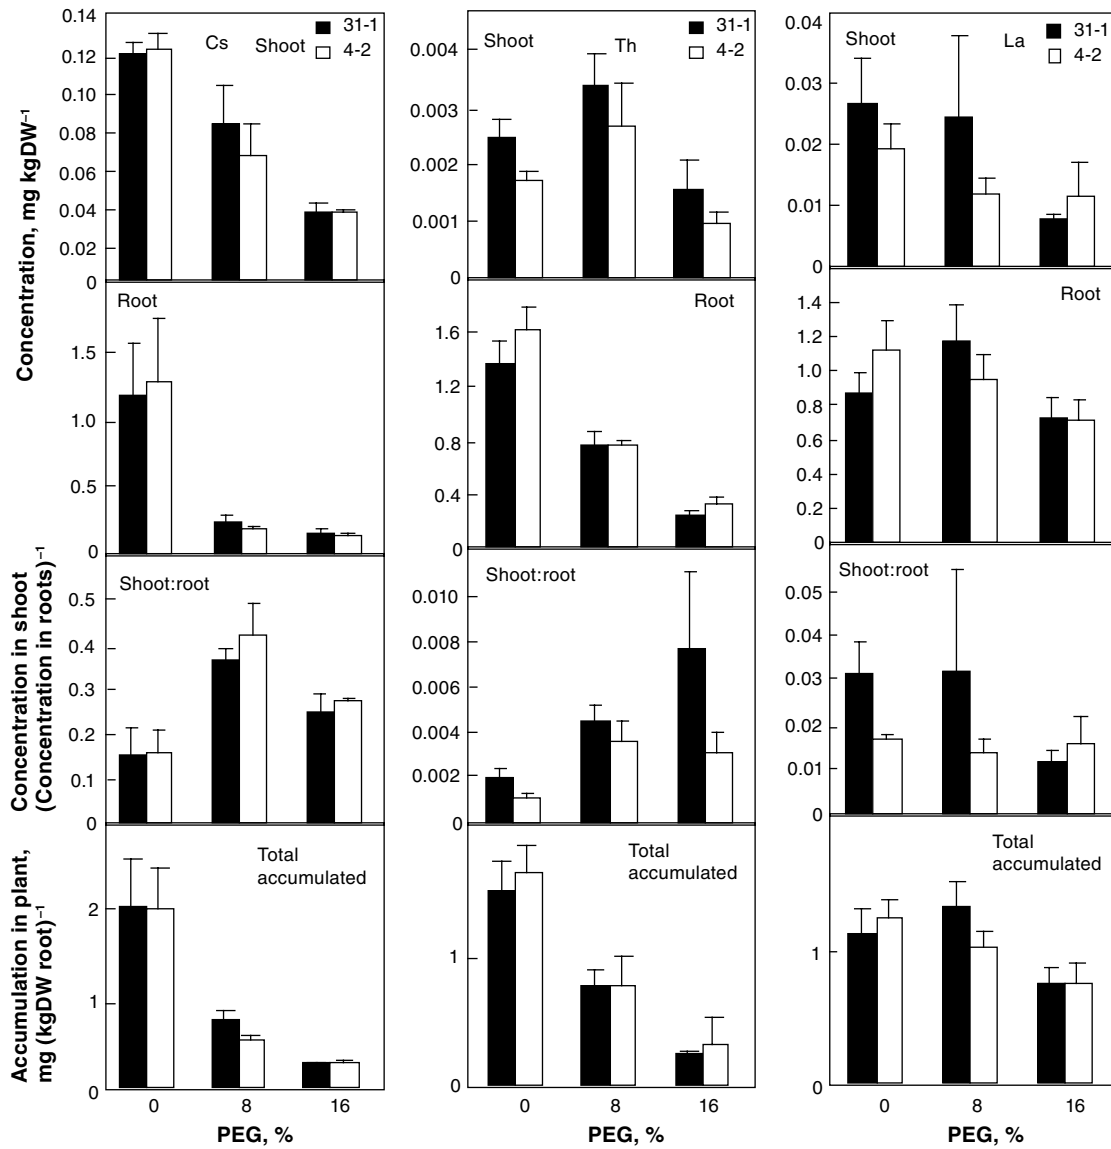 Concentration, mg kgDW⁻¹
Concentration in shoot
(Concentration in roots)⁻¹
Accumulation in plant,
mg (kgDW root)⁻¹
Cs Shoot
31-1
4-2
0.14
0.12
0.10
0.08
0.06
0.04
0.02
0
Root
1.5
1.0
0.5
0
Shoot:root
0.5
0.4
0.3
0.2
0.1
0
Total
accumulated
2
1
0
0 8 16
PEG, %
Shoot Th
31-1
4-2
0.004
0.003
0.002
0.001
0
Root
1.6
1.2
0.8
0.4
0
Shoot:root
0.010
0.008
0.006
0.004
0.002
0
Total
accumulated
1
0
0 8 16
PEG, %
Shoot La
31-1
4-2
0.04
0.03
0.02
0.01
0
Root
1.4
1.2
1.0
0.8
0.6
0.4
0.2
0
Shoot:root
0.05
0.04
0.03
0.02
0.01
0
Total
accumulated
1
0
0 8 16
PEG, %